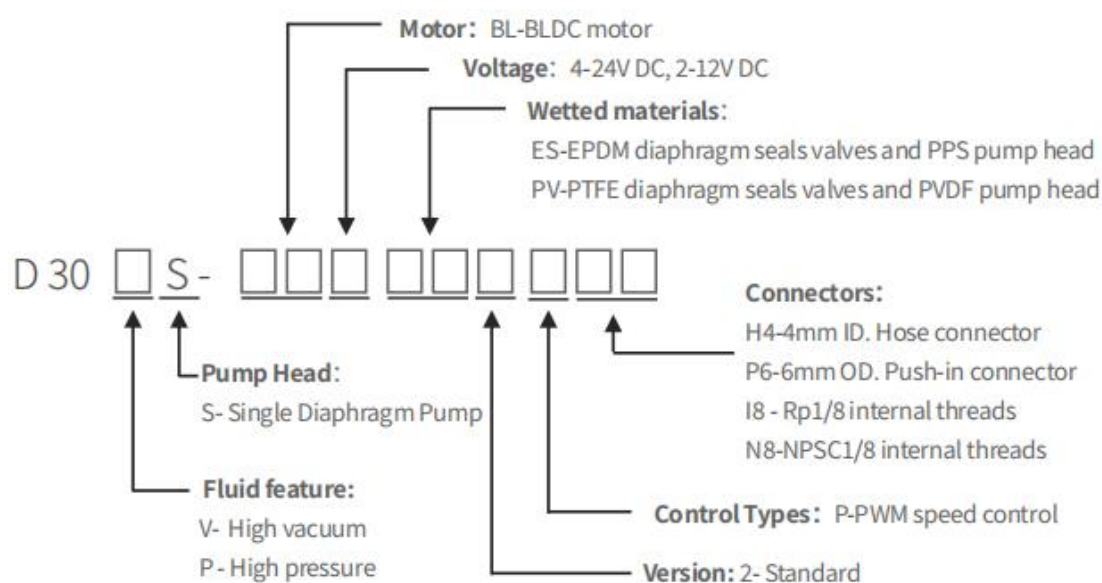 Motor: BL-BLDC motor
Voltage: 4-24V DC, 2-12V DC
Wetted materials:
ES-EPDM diaphragm seals valves and PPS pump head
PV-PTFE diaphragm seals valves and PVDF pump head
D 30 □ S - □□□ □□□ □□□
Connectors:
H4-4mm ID. Hose connector
P6-6mm OD. Push-in connector
I8 - Rp1/8 internal threads
N8-NPSC1/8 internal threads
Pump Head:
S- Single Diaphragm Pump
Fluid feature:
V- High vacuum
P - High pressure
Control Types: P-PWM speed control
Version: 2- Standard